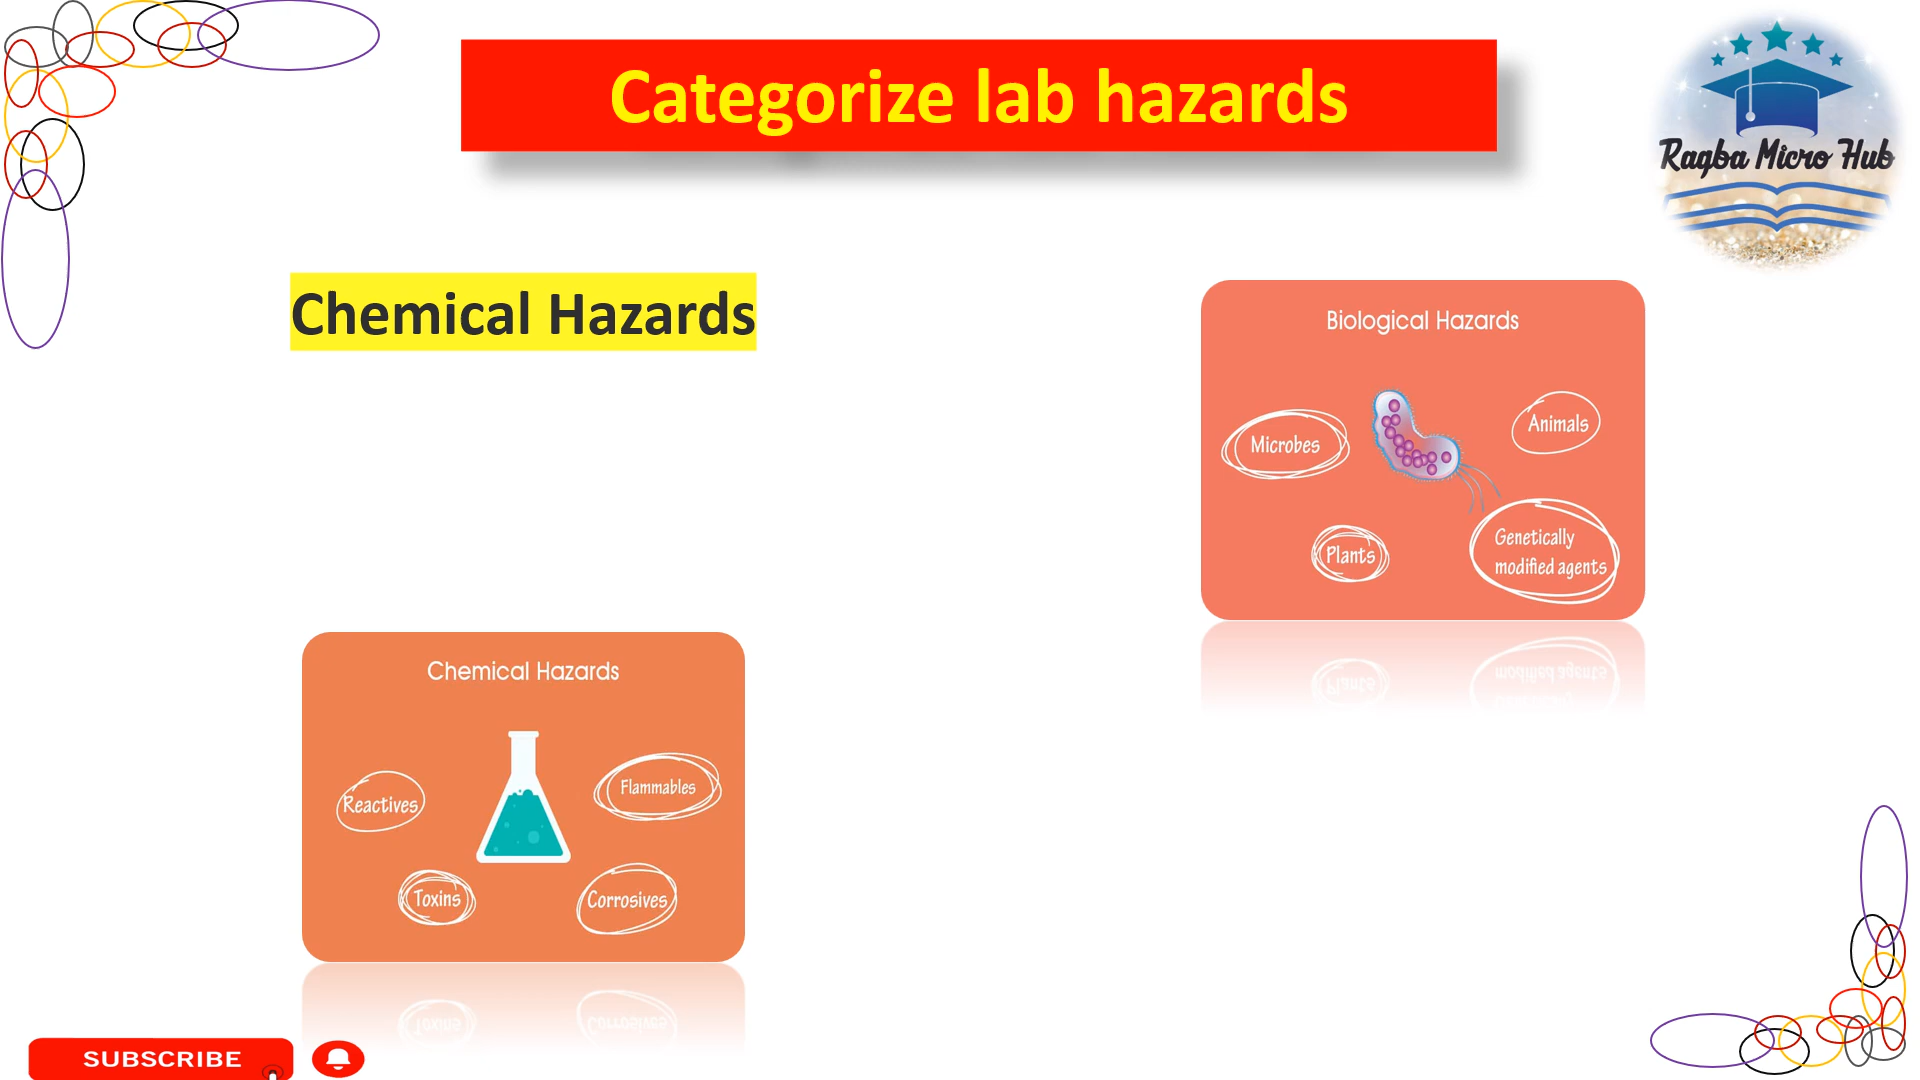 Categorize lab hazards
Ragba Micro Hub
Chemical Hazards
Biological Hazards
Microbes
Animals
Plants
Genetically
modified agents
Chemical Hazards
Reactives
Flammables
Toxins
Corrosives
SUBSCRIBE